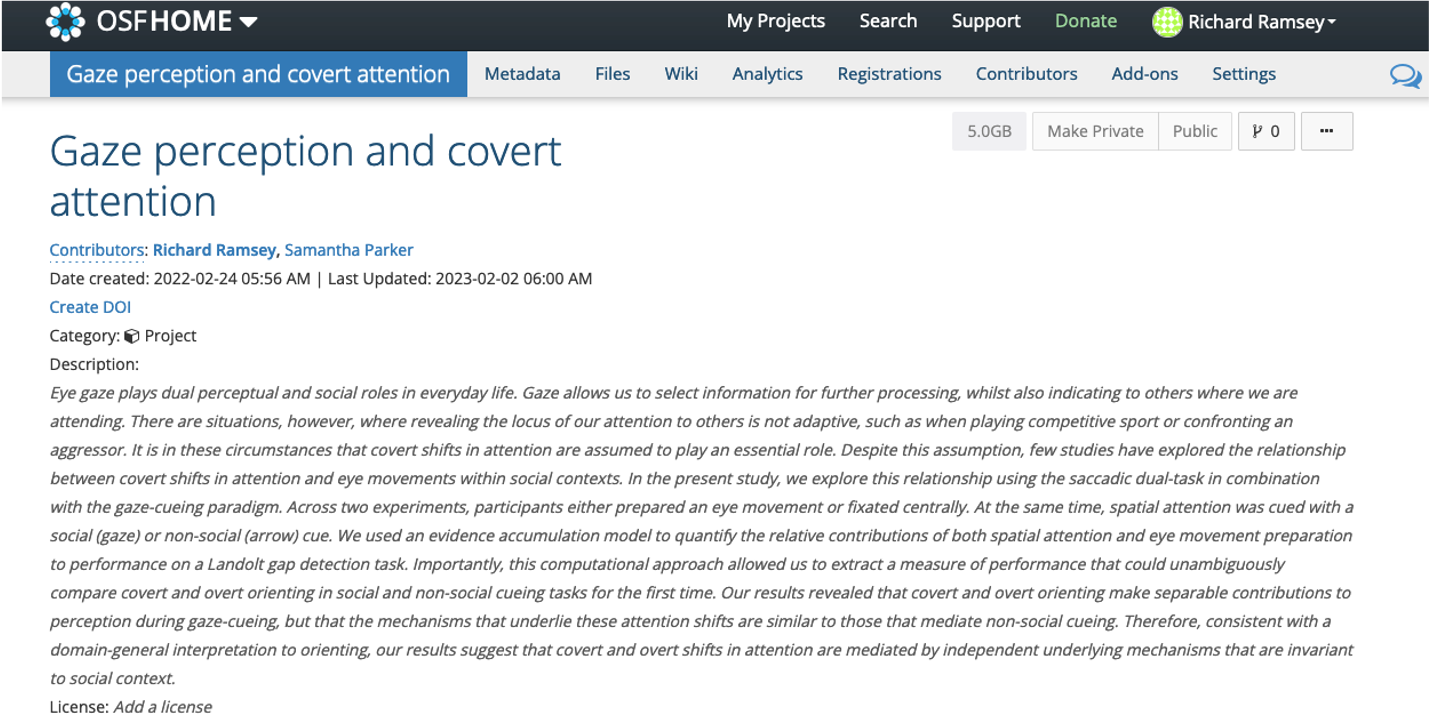 OSFHOME My Projects Search Support Donate Richard Ramsey
Gaze perception and covert attention Metadata Files Wiki Analytics Registrations Contributors Add-ons Settings
5.0GB Make Private Public 0 ...
Gaze perception and covert
attention
Contributors: Richard Ramsey, Samantha Parker
Date created: 2022-02-24 05:56 AM | Last Updated: 2023-02-02 06:00 AM
Create DOI
Category: Project
Description:
Eye gaze plays dual perceptual and social roles in everyday life. Gaze allows us to select information for further processing, whilst also indicating to others where we are
attending. There are situations, however, where revealing the locus of our attention to others is not adaptive, such as when playing competitive sport or confronting an
aggressor. It is in these circumstances that covert shifts in attention are assumed to play an essential role. Despite this assumption, few studies have explored the relationship
between covert shifts in attention and eye movements within social contexts. In the present study, we explore this relationship using the saccadic dual-task in combination
with the gaze-cueing paradigm. Across two experiments, participants either prepared an eye movement or fixated centrally. At the same time, spatial attention was cued with a
social (gaze) or non-social (arrow) cue. We used an evidence accumulation model to quantify the relative contributions of both spatial attention and eye movement preparation
to performance on a Landolt gap detection task. Importantly, this computational approach allowed us to extract a measure of performance that could unambiguously
compare covert and overt orienting in social and non-social cueing tasks for the first time. Our results revealed that covert and overt orienting make separable contributions to
perception during gaze-cueing, but that the mechanisms that underlie these attention shifts are similar to those that mediate non-social cueing. Therefore, consistent with a
domain-general interpretation to orienting, our results suggest that covert and overt shifts in attention are mediated by independent underlying mechanisms that are invariant
to social context.
License: Add a license